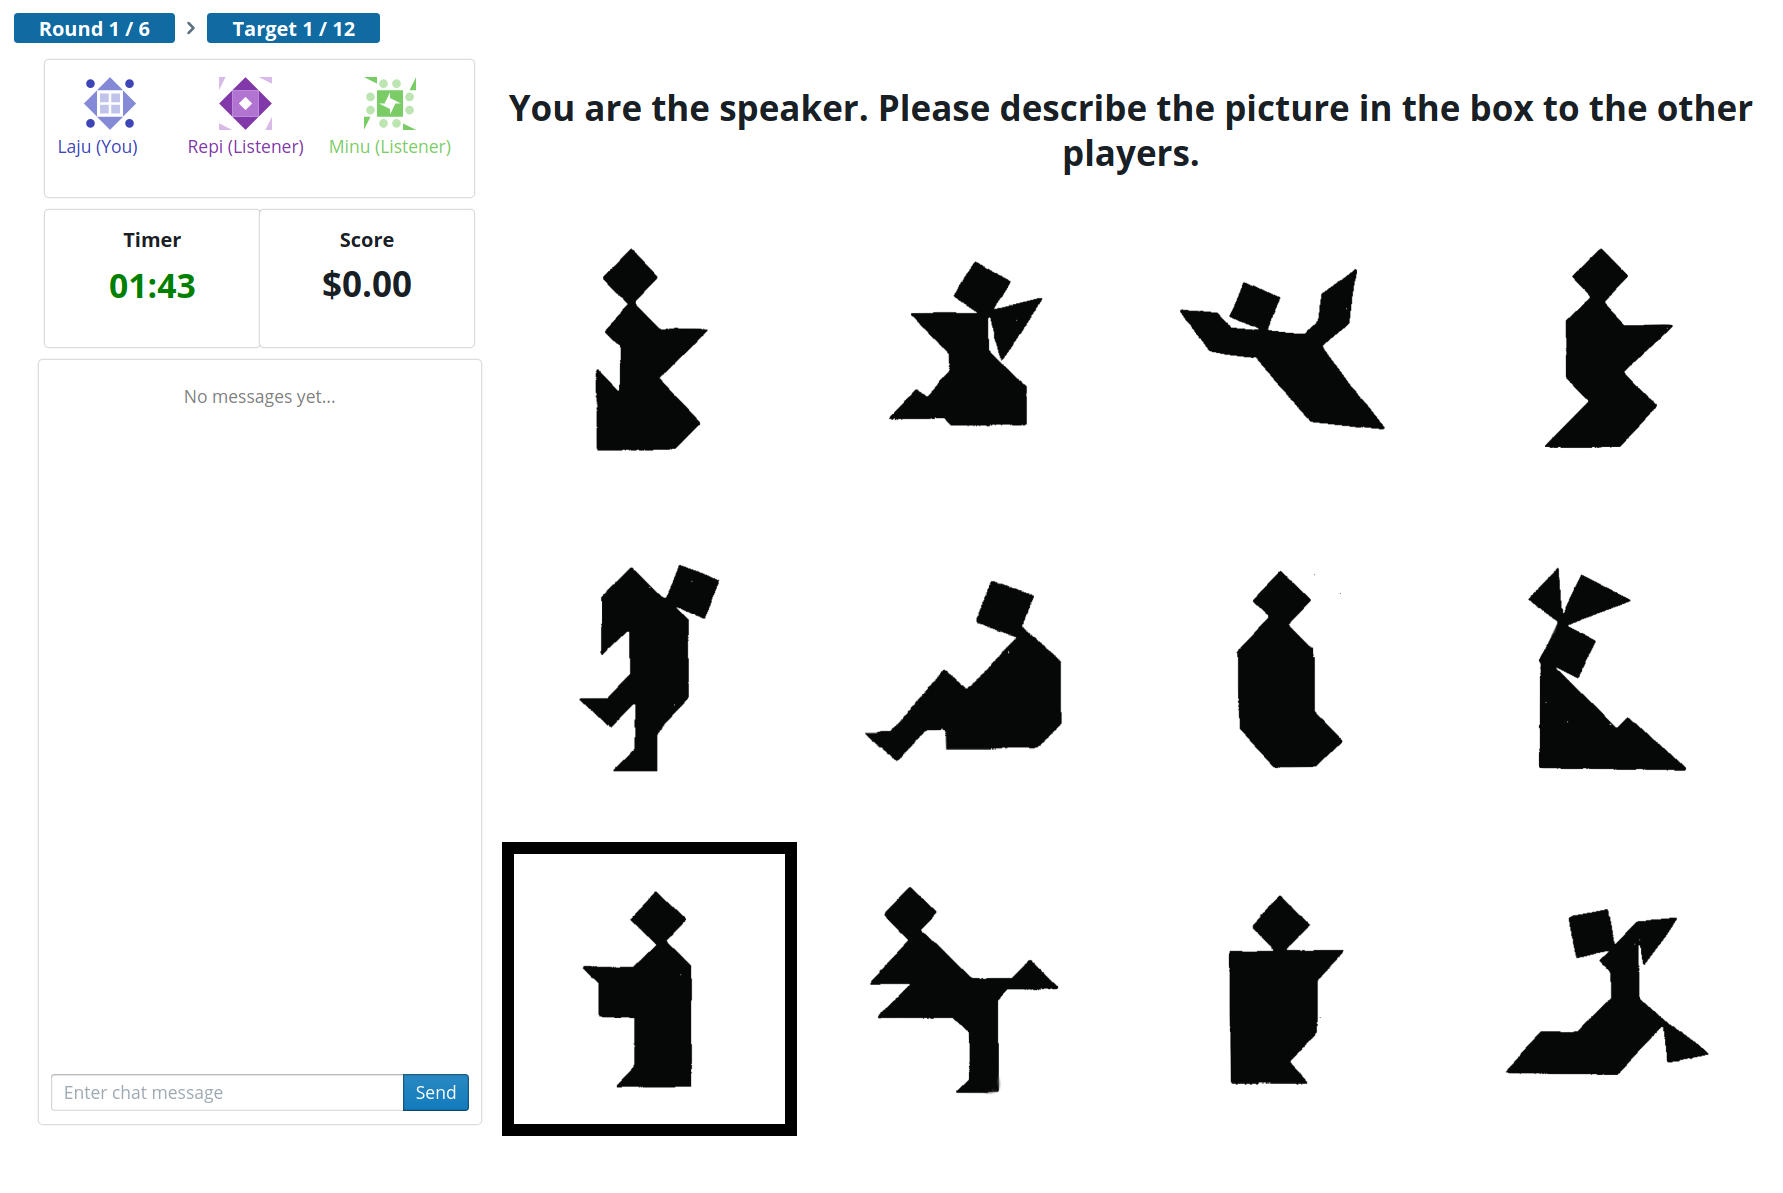 Round 1 / 6 › Target 1 / 12
Laju (You) Repi (Listener) Minu (Listener)
Timer Score
01:43 $0.00
No messages yet...
Enter chat message Send
You are the speaker. Please describe the picture in the box to the other
players.